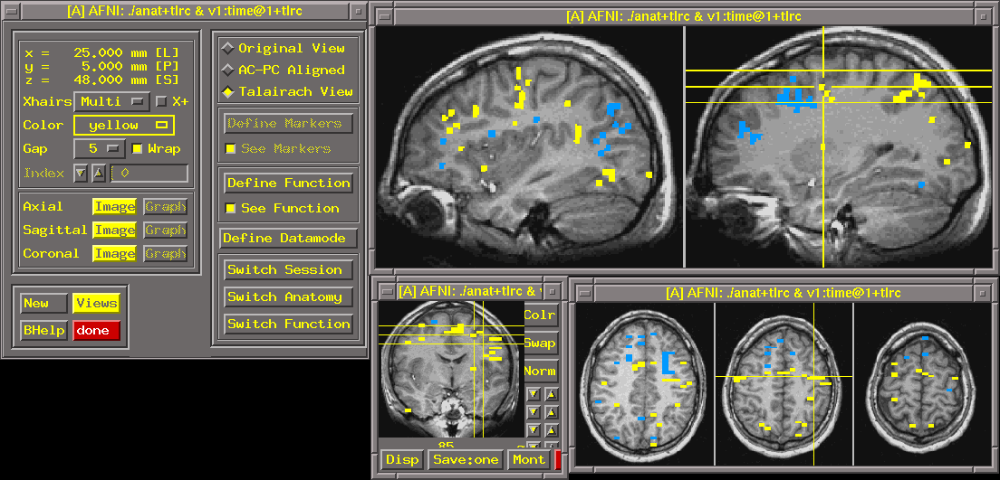 [A] AFNI: ./anat+tlrc & v1:time@1+tlrc
x = 25.000 mm [L]
y = 5.000 mm [P]
z = 48.000 mm [S]
Xhairs Multi X+
Color yellow
Gap 5 Wrap
Index 0
Axial Image Graph
Sagittal Image Graph
Coronal Image Graph
New Views
BHelp done
Original View
AC-PC Aligned
Talairach View
Define Markers
See Markers
Define Function
See Function
Define Datamode
Switch Session
Switch Anatomy
Switch Function
[A] AFNI: ./anat+tlrc & v1:time@1+tlrc
[A] AFNI: ./anat+tlrc & v
Colr
Swap
Norm
85
Disp Save:one Mont
[A] AFNI: ./anat+tlrc & v1:time@1+tlrc